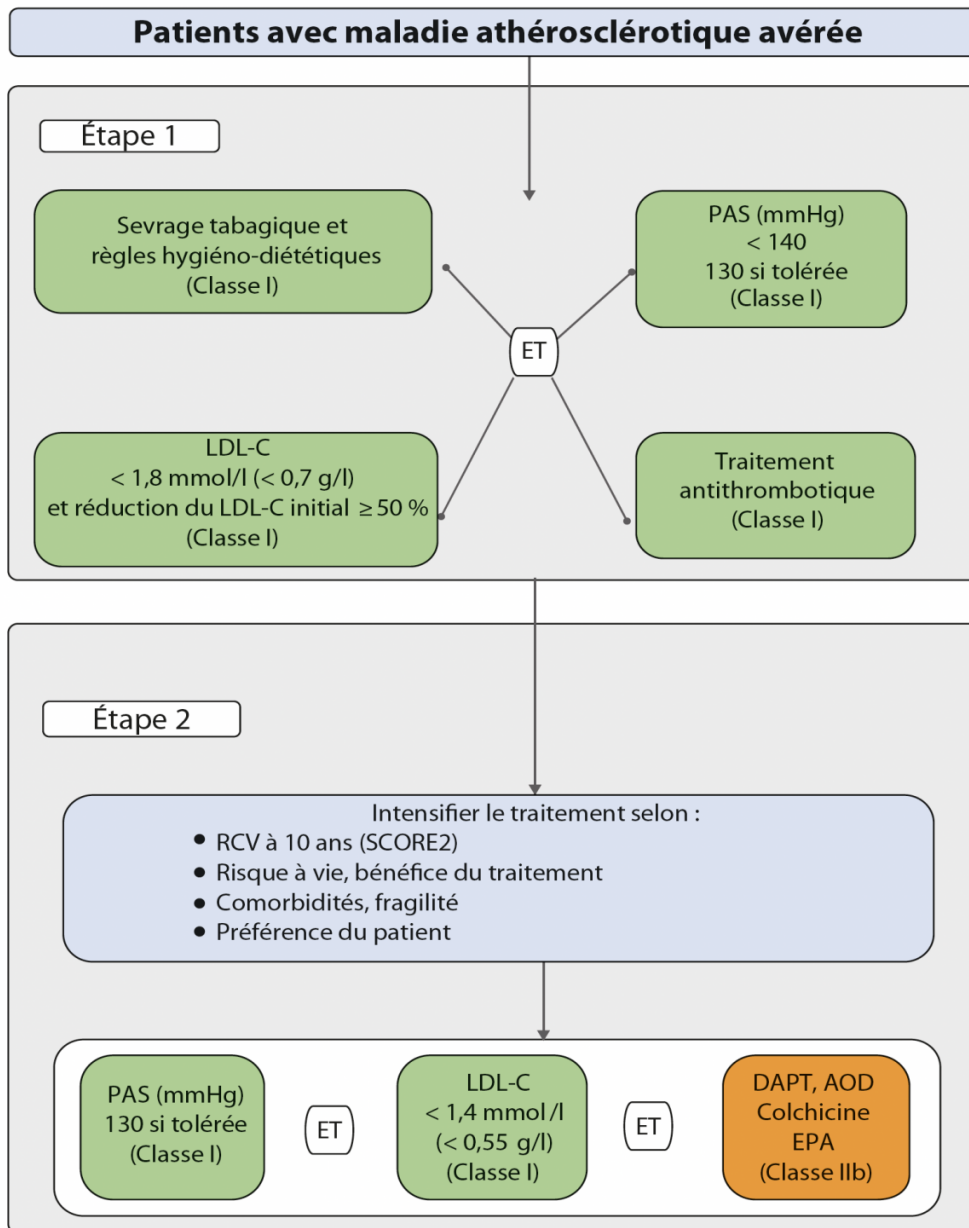 Patients avec maladie athérosclérotique avérée
Étape 1
Sevrage tabagique et
règles hygiéno-diététiques
(Classe I)
PAS (mmHg)
< 140
130 si tolérée
(Classe I)
ET
LDL-C
< 1,8 mmol/l (< 0,7 g/l)
et réduction du LDL-C initial ≥ 50 %
(Classe I)
Traitement
antithrombotique
(Classe I)
Étape 2
Intensifier le traitement selon :
• RCV à 10 ans (SCORE2)
• Risque à vie, bénéfice du traitement
• Comorbidités, fragilité
• Préférence du patient
PAS (mmHg)
130 si tolérée
(Classe I)
ET
LDL-C
< 1,4 mmol /l
(< 0,55 g/l)
(Classe I)
ET
DAPT, AOD
Colchicine
EPA
(Classe IIb)